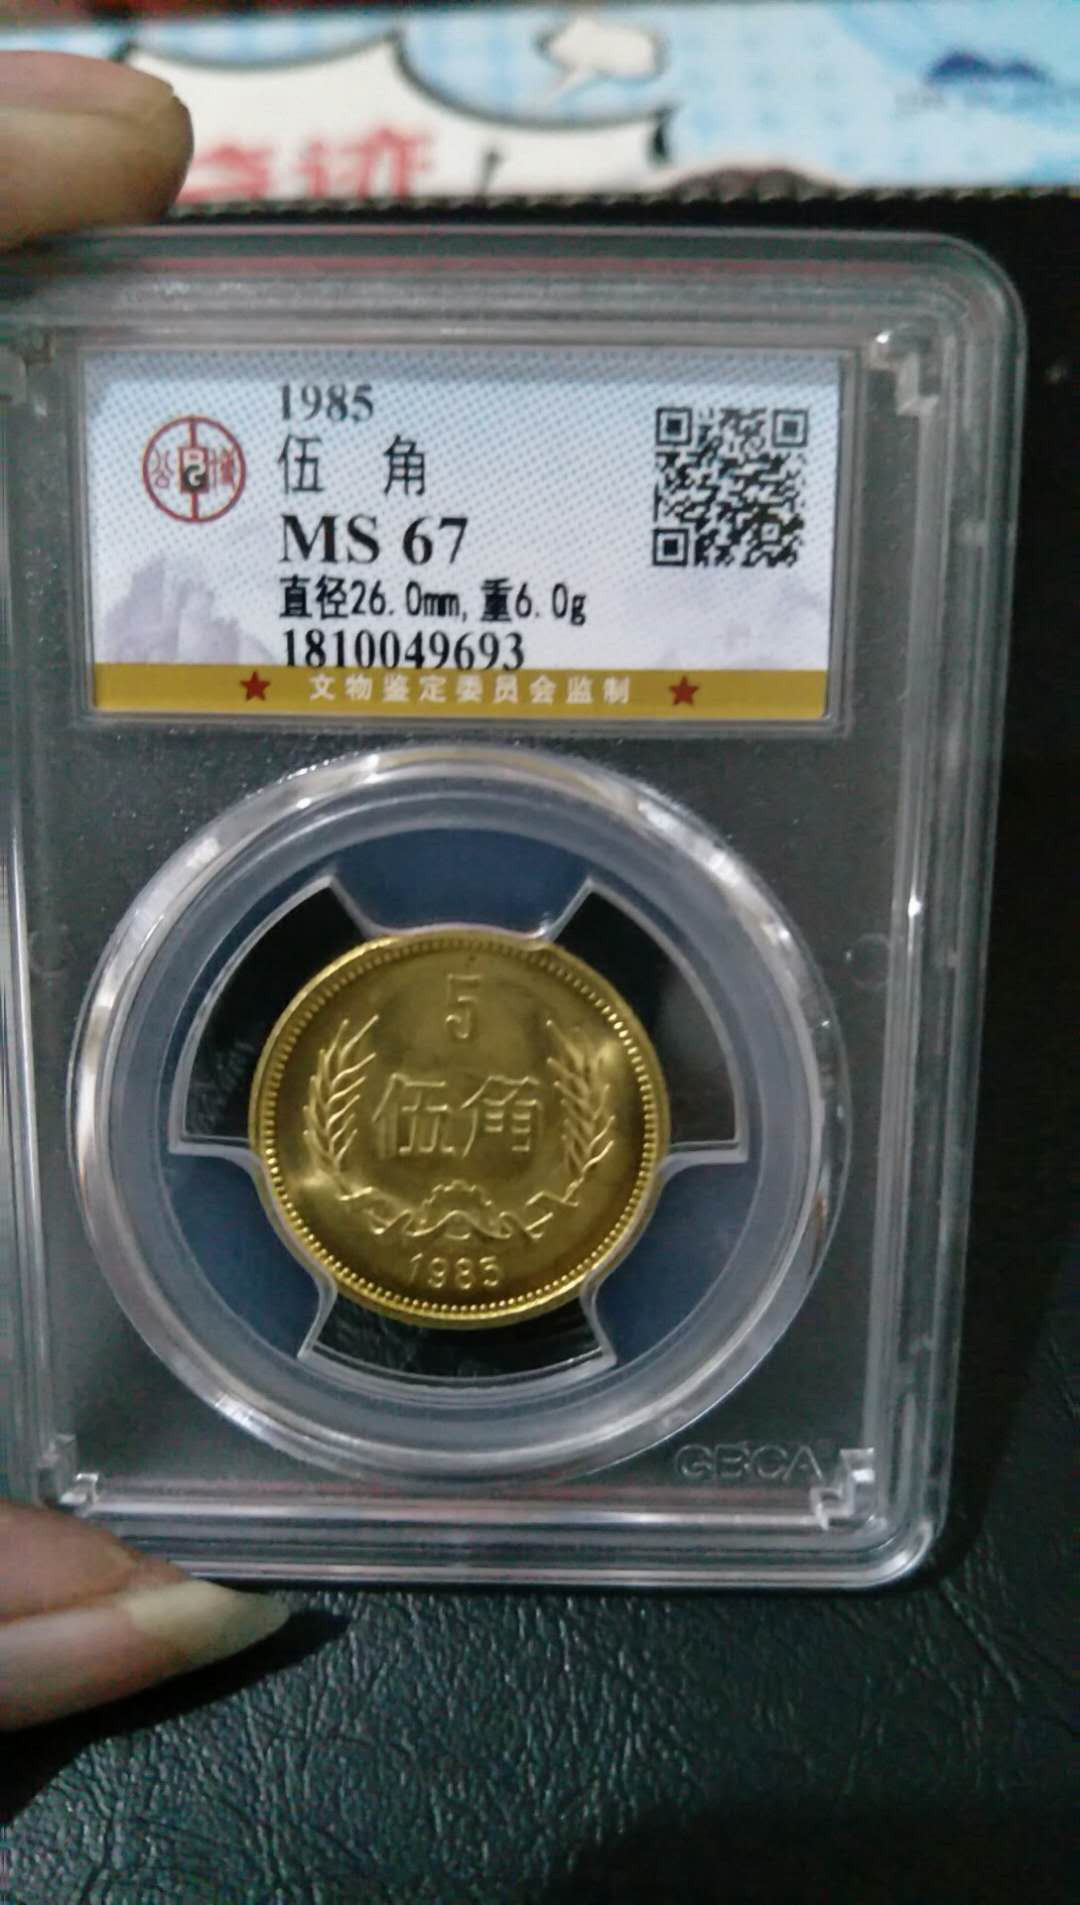 1985
伍 角
MS 67
直径26.0mm,重6.0g
1810049693
★ 文物鉴定委员会监制 ★
5
伍角
1985
GBCA